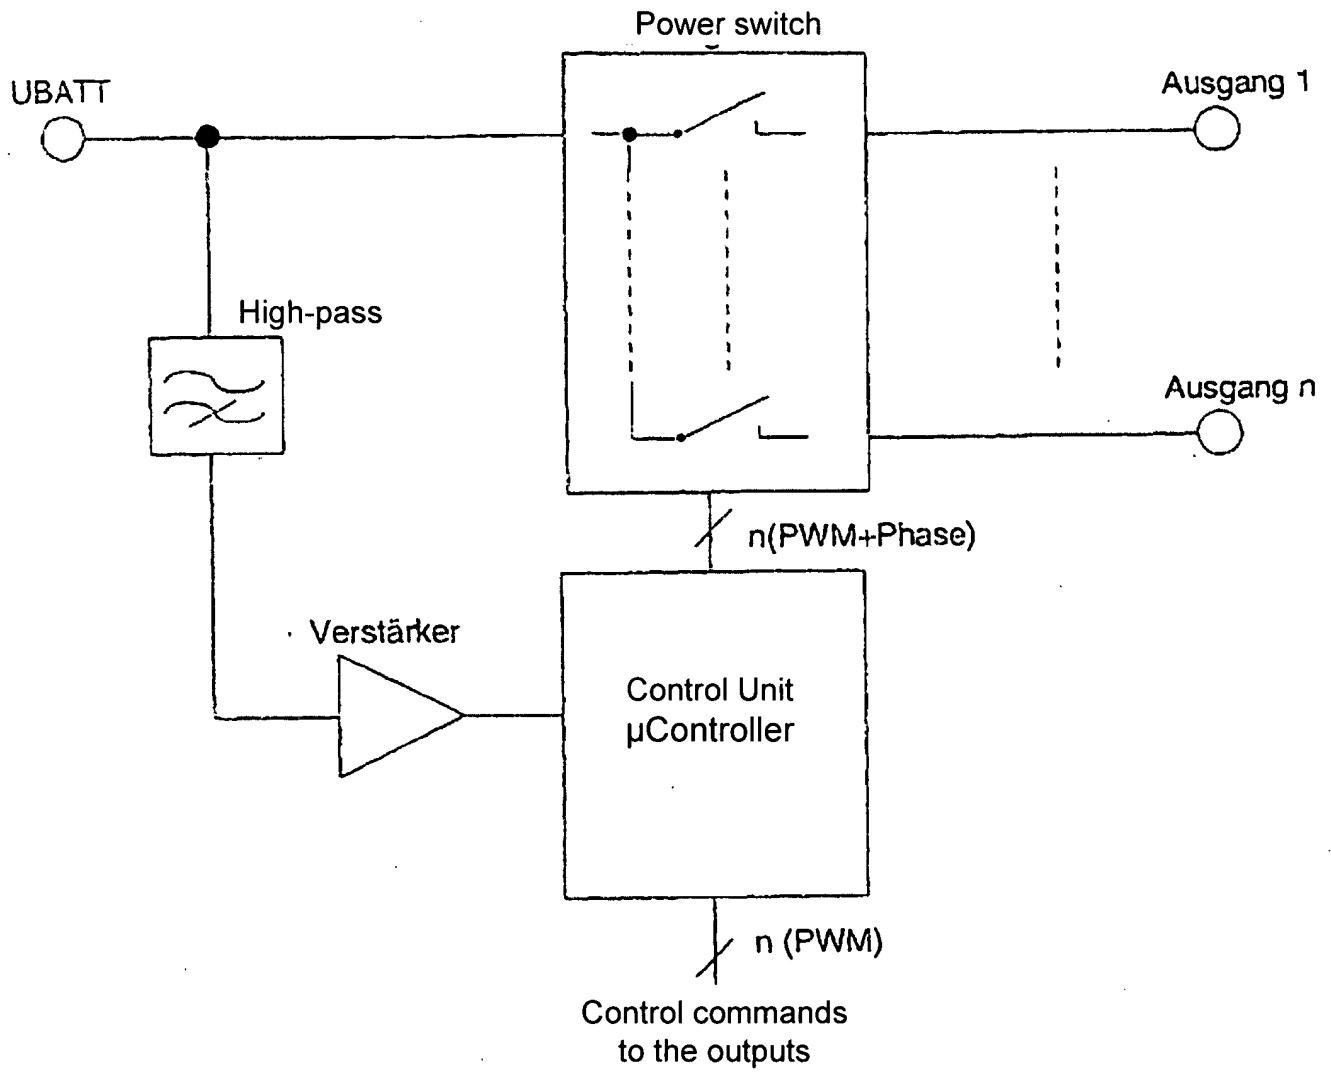 Power switch
UBATT
Ausgang 1
High-pass
Ausgang n
n(PWM+Phase)
Verstärker
Control Unit
µController
n (PWM)
Control commands
to the outputs